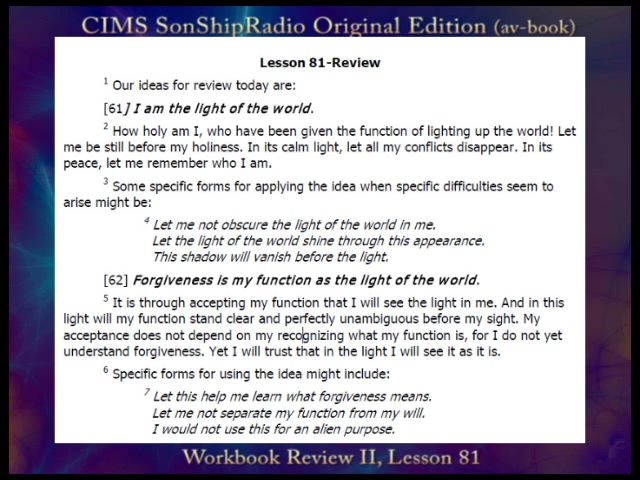 CIMS SonShipRadio Original Edition (av-book)
Lesson 81-Review
1 Our ideas for review today are:
[61] I am the light of the world.
2 How holy am I, who have been given the function of lighting up the world! Let
me be still before my holiness. In its calm light, let all my conflicts disappear. In its
peace, let me remember who I am.
3 Some specific forms for applying the idea when specific difficulties seem to
arise might be:
4 Let me not obscure the light of the world in me.
Let the light of the world shine through this appearance.
This shadow will vanish before the light.
[62] Forgiveness is my function as the light of the world.
5 It is through accepting my function that I will see the light in me. And in this
light will my function stand clear and perfectly unambiguous before my sight. My
acceptance does not depend on my recognizing what my function is, for I do not yet
understand forgiveness. Yet I will trust that in the light I will see it as it is.
6 Specific forms for using the idea might include:
7 Let this help me learn what forgiveness means.
Let me not separate my function from my will.
I would not use this for an alien purpose.
Workbook Review II, Lesson 81